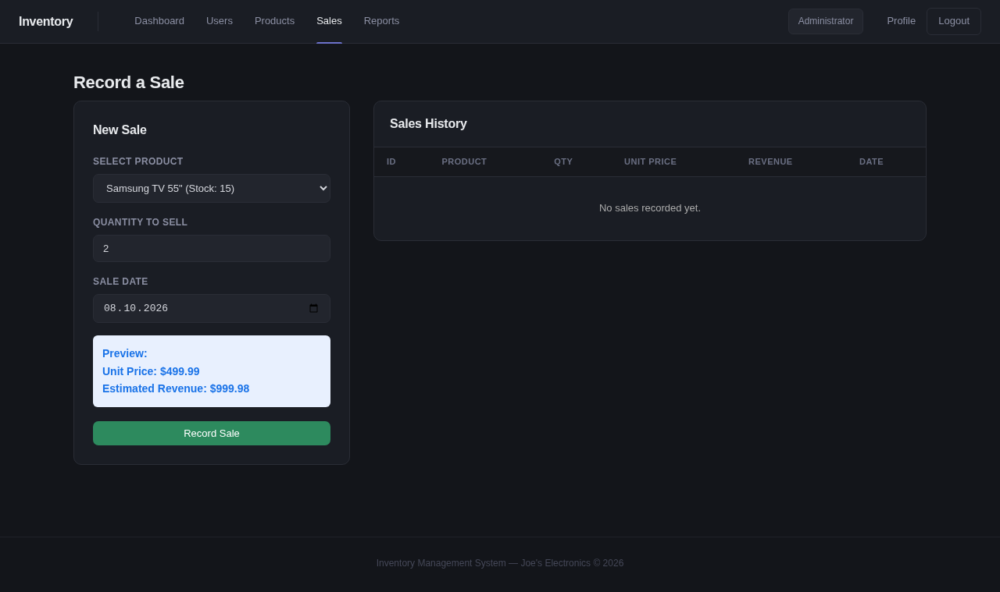 Inventory
Dashboard Users Products Sales Reports
Administrator Profile Logout
Record a Sale
New Sale
SELECT PRODUCT
Samsung TV 55" (Stock: 15)
QUANTITY TO SELL
2
SALE DATE
08.10.2026
Preview:
Unit Price: $499.99
Estimated Revenue: $999.98
Record Sale
Sales History
ID PRODUCT QTY UNIT PRICE REVENUE DATE
No sales recorded yet.
Inventory Management System — Joe's Electronics © 2026